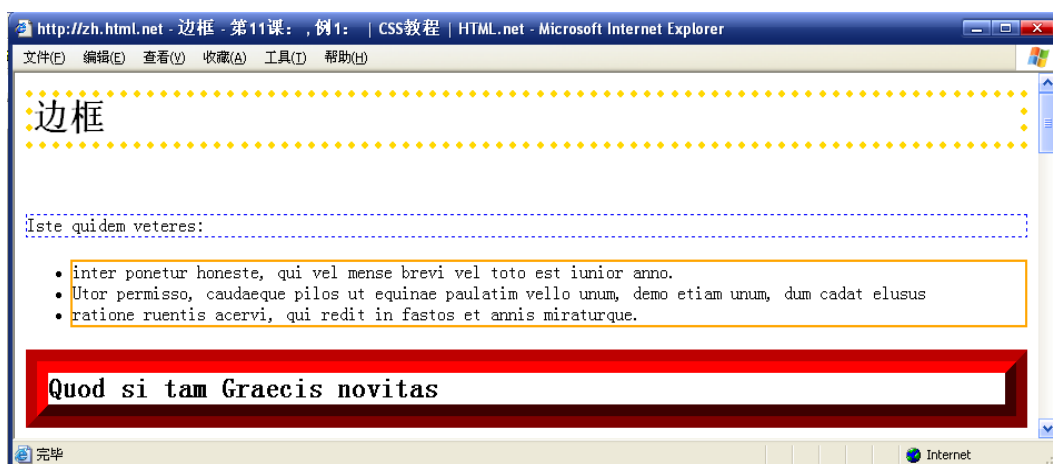 http://zh.html.net - 边框 - 第11课： , 例1： | CSS教程 | HTML.net - Microsoft Internet Explorer
文件(F) 编辑(E) 查看(V) 收藏(A) 工具(T) 帮助(H)
边框
Iste quidem veteres:
inter ponetur honeste, qui vel mense brevi vel toto est iunior anno.
Utor permisso, caudaeque pilos ut equinae paulatim vello unum, demo etiam unum, dum cadat elusus
ratione ruentis acervi, qui redit in fastos et annis miraturque.
Quod si tam Graecis novitas
完毕 Internet